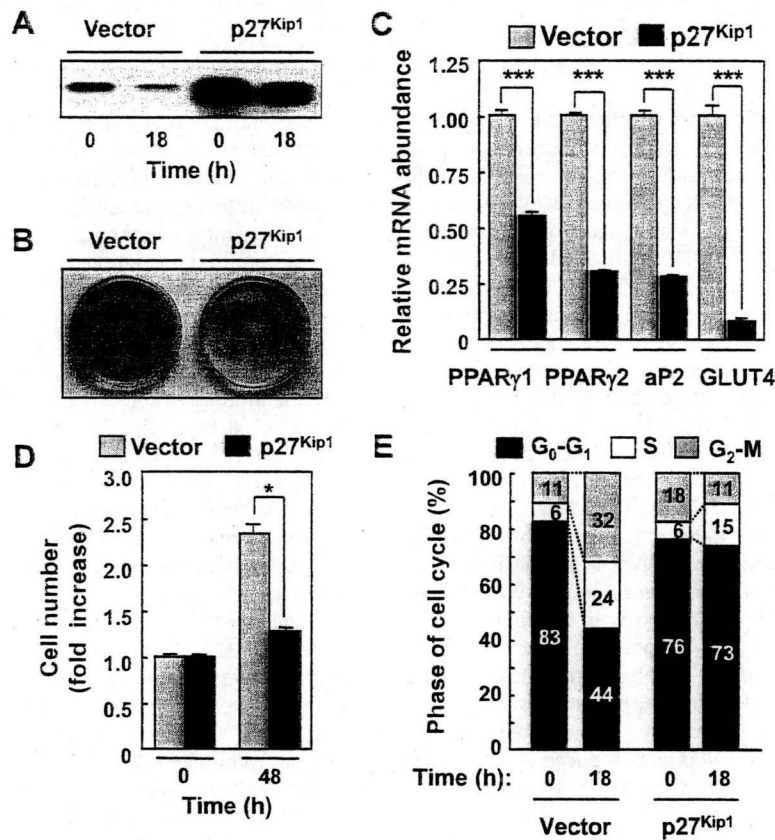 A
Vector p27Kip1
0 18 0 18
Time (h)
B
Vector p27Kip1
C
Vector p27Kip1
Relative mRNA abundance
1.25
1.00
0.75
0.50
0.25
0
*** *** *** ***
PPARγ1 PPARγ2 aP2 GLUT4
D
Vector p27Kip1
Cell number
(fold increase)
3.0
2.5
2.0
1.5
1.0
0.5
0
*
0 48
Time (h)
E
G0-G1 S G2-M
Phase of cell cycle (%)
100
80
60
40
20
0
11 32 18 11
6 24 6 15
83 44 76 73
Time (h): 0 18 0 18
Vector p27Kip1